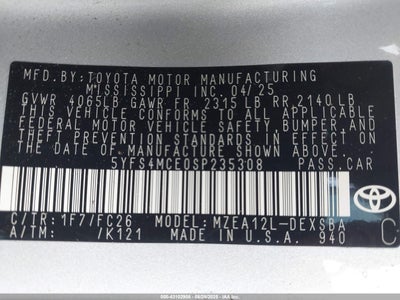 MFD.BY:TOYOTA MOTOR MANUFACTURING
MISSISSIPPI INC. 04/25
GVWR 4065LB GAWR FR 2315 LB RR 2140 LB
THIS VEHICLE CONFORMS TO ALL APPLICABLE
FEDERAL MOTOR VEHICLE SAFETY BUMPER AND
THEFT PREVENTION STANDARDS IN EFFECT ON
THE DATE OF MANUFACTURE SHOWN ABOVE.
5YFS4MCE0SP235308 PASS.CAR
C/TR:1F7/FC26 MODEL:MZEA12L-DEXSBA
A/TM: /K121 MADE IN U.S.A. 940
C
TOYOTA